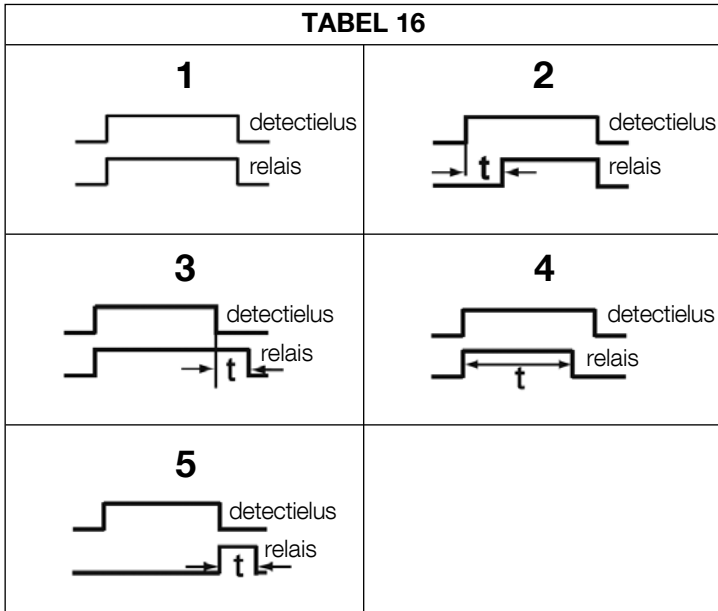 TABEL 16
1
detectielus
relais
2
detectielus
t
relais
3
detectielus
relais
t
4
detectielus
relais
t
5
detectielus
relais
t